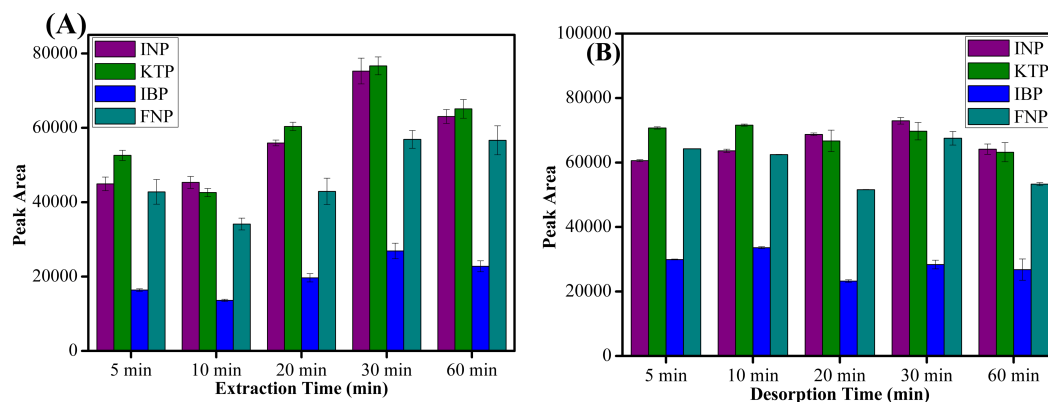 (A)
INP
KTP
IBP
FNP
Peak Area
80000
60000
40000
20000
0
5 min 10 min 20 min 30 min 60 min
Extraction Time (min)
(B)
INP
KTP
IBP
FNP
Peak Area
100000
80000
60000
40000
20000
0
5 min 10 min 20 min 30 min 60 min
Desorption Time (min)